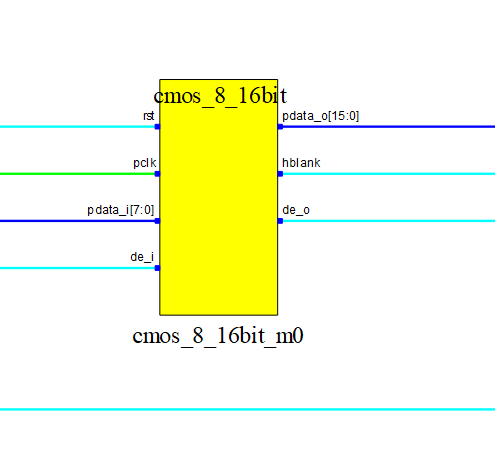 cmos_8_16bit
rst
pdata_o[15:0]
pclk
hblank
pdata_i[7:0]
de_o
de_i
cmos_8_16bit_m0